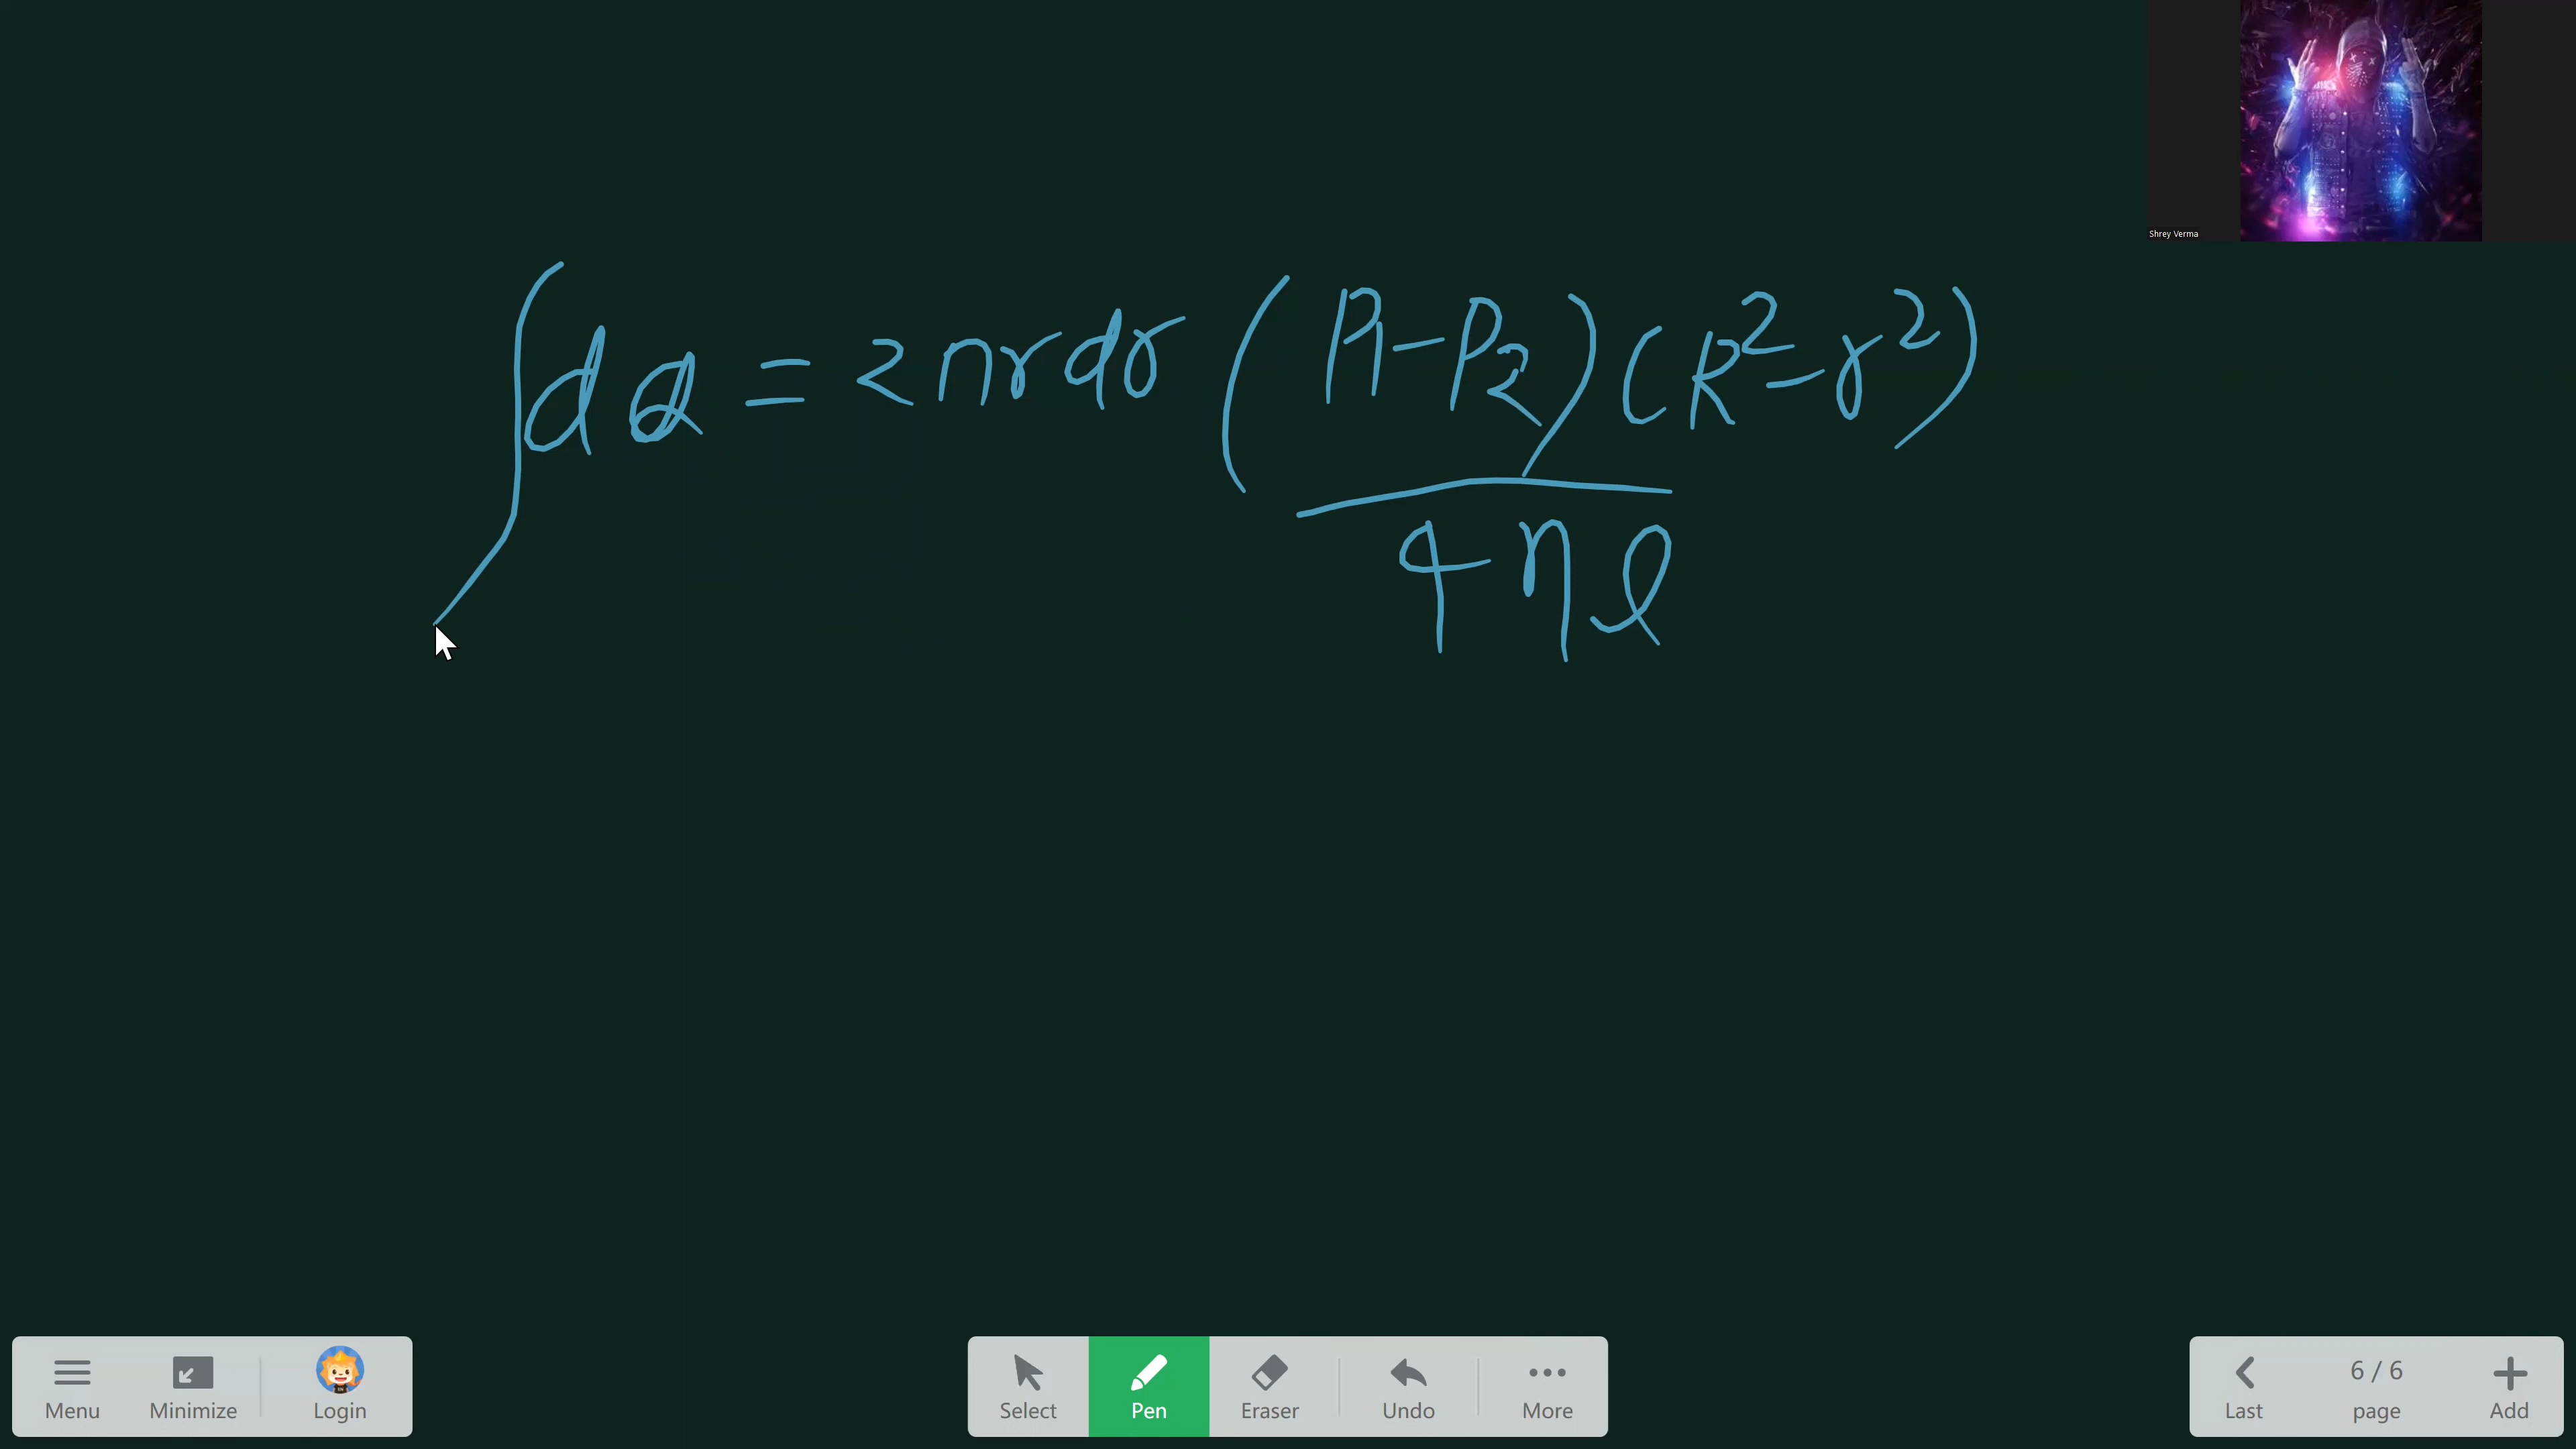 Shrey Verma
∫dQ = 2πrdr (P1-P2)(R²-r²)
4ηl
Menu Minimize Login Select Pen Eraser Undo More Last 6 / 6 page Add